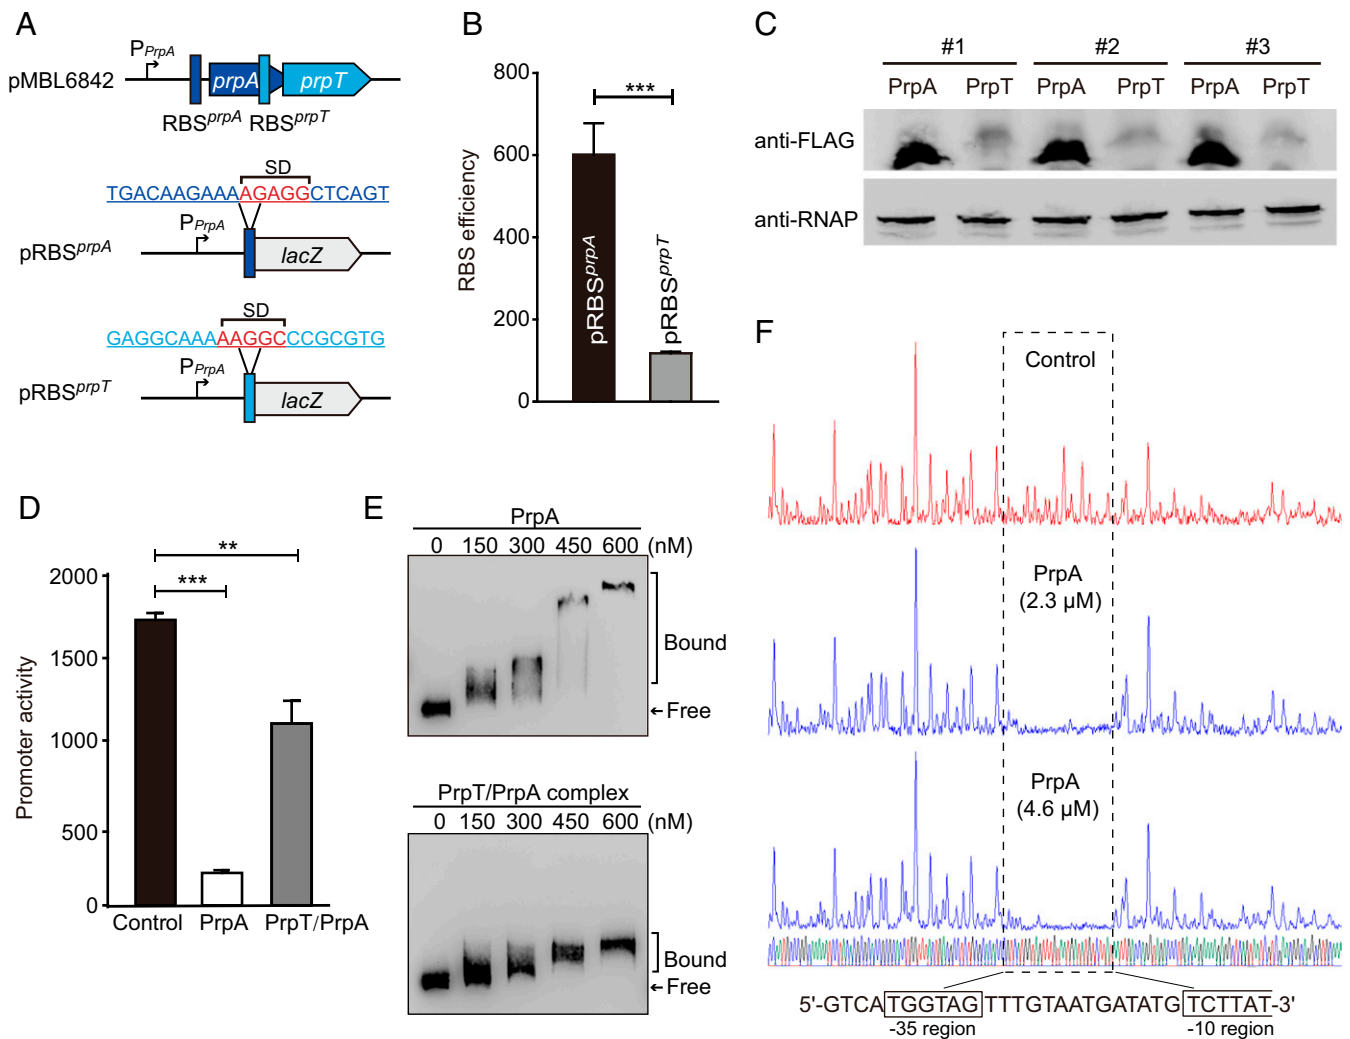 A
P PrpA
pMBL6842
prpA
prpT
RBS prpA RBS prpT
SD
TGACAAGAAAAGAGGCTCAGT
P PrpA
pRBS prpA
lacZ
SD
GAGGCAAAAAGGCCCGCGTG
P PrpA
pRBS prpT
lacZ
B
800
600
400
200
0
RBS efficiency
***
pRBS prpA
pRBS prpT
C
#1 #2 #3
PrpA PrpT PrpA PrpT PrpA PrpT
anti-FLAG
anti-RNAP
D
2000
1500
1000
500
0
Promoter activity
**
***
Control PrpA PrpT/PrpA
E
PrpA
0 150 300 450 600 (nM)
Bound
←Free
PrpT/PrpA complex
0 150 300 450 600 (nM)
Bound
←Free
F
Control
PrpA
(2.3 µM)
PrpA
(4.6 µM)
5'-GTCATGGTAGTTTGTAATGATATGTCTTAT-3'
-35 region -10 region